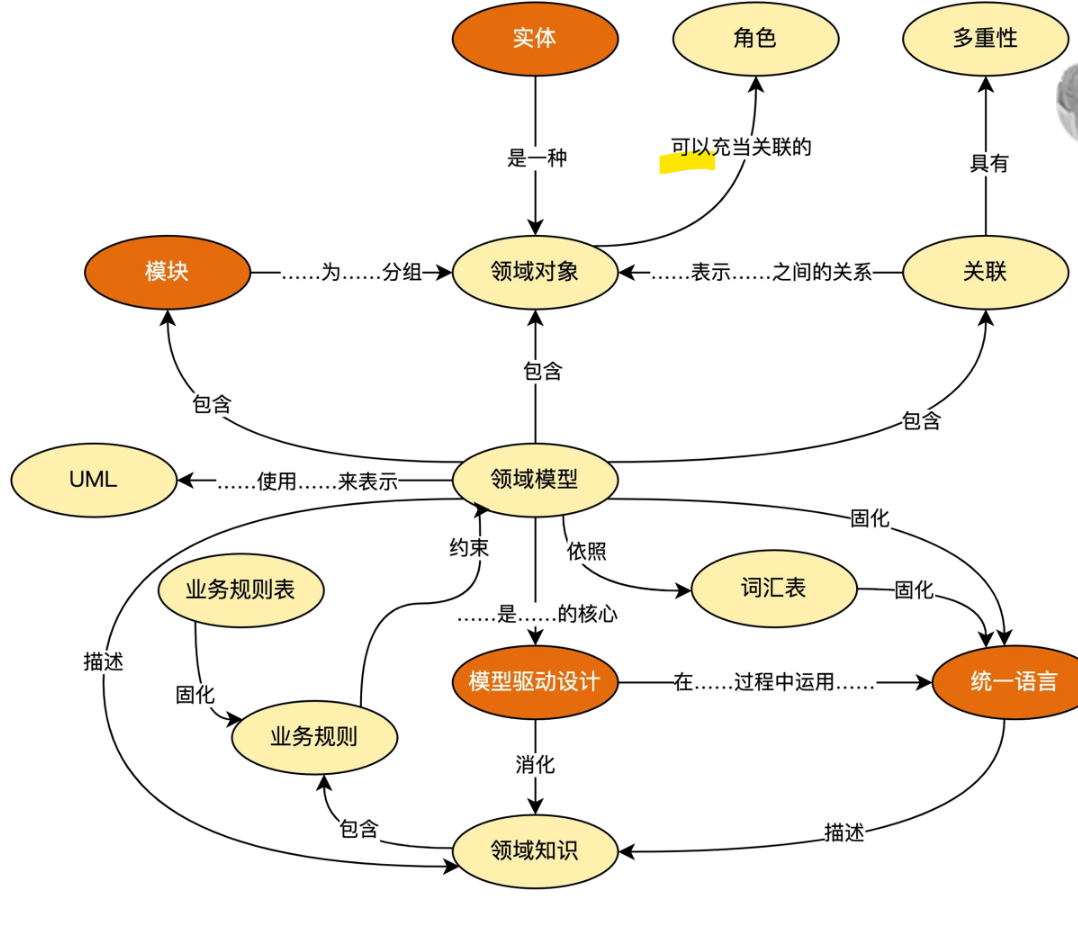 实体
角色
多重性
可以充当关联的
是一种
具有
模块
……为……分组
领域对象
……表示……之间的关系
关联
包含
包含
包含
UML
……使用……来表示
领域模型
固化
约束
依照
业务规则表
词汇表
固化
……是……的核心
描述
模型驱动设计
在……过程中运用……
统一语言
固化
业务规则
消化
包含
描述
领域知识